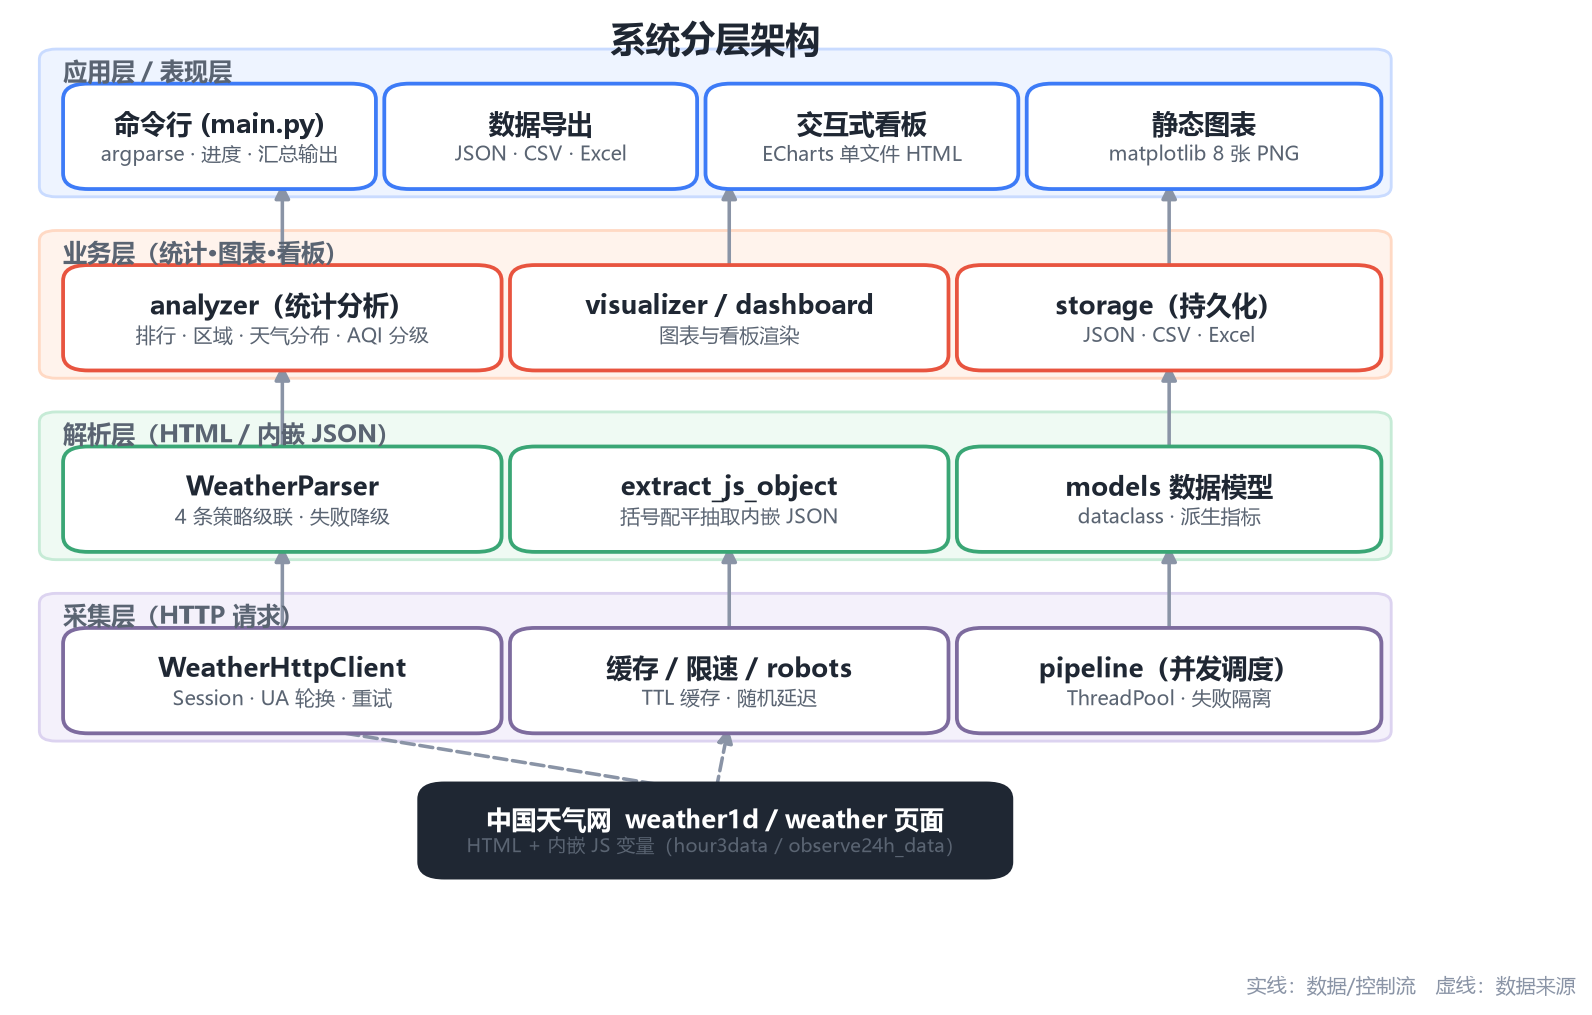 系统分层架构
应用层 / 表现层
命令行 (main.py)
argparse · 进度 · 汇总输出
数据导出
JSON · CSV · Excel
交互式看板
ECharts 单文件 HTML
静态图表
matplotlib 8 张 PNG
业务层（统计·图表·看板）
analyzer（统计分析）
排行 · 区域 · 天气分布 · AQI 分级
visualizer / dashboard
图表与看板渲染
storage（持久化）
JSON · CSV · Excel
解析层（HTML / 内嵌 JSON）
WeatherParser
4 条策略级联 · 失败降级
extract_js_object
括号配平抽取内嵌 JSON
models 数据模型
dataclass · 派生指标
采集层（HTTP 请求）
WeatherHttpClient
Session · UA 轮换 · 重试
缓存 / 限速 / robots
TTL 缓存 · 随机延迟
pipeline（并发调度）
ThreadPool · 失败隔离
中国天气网  weather1d / weather 页面
HTML + 内嵌 JS 变量（hour3data / observe24h_data）
实线：数据/控制流   虚线：数据来源